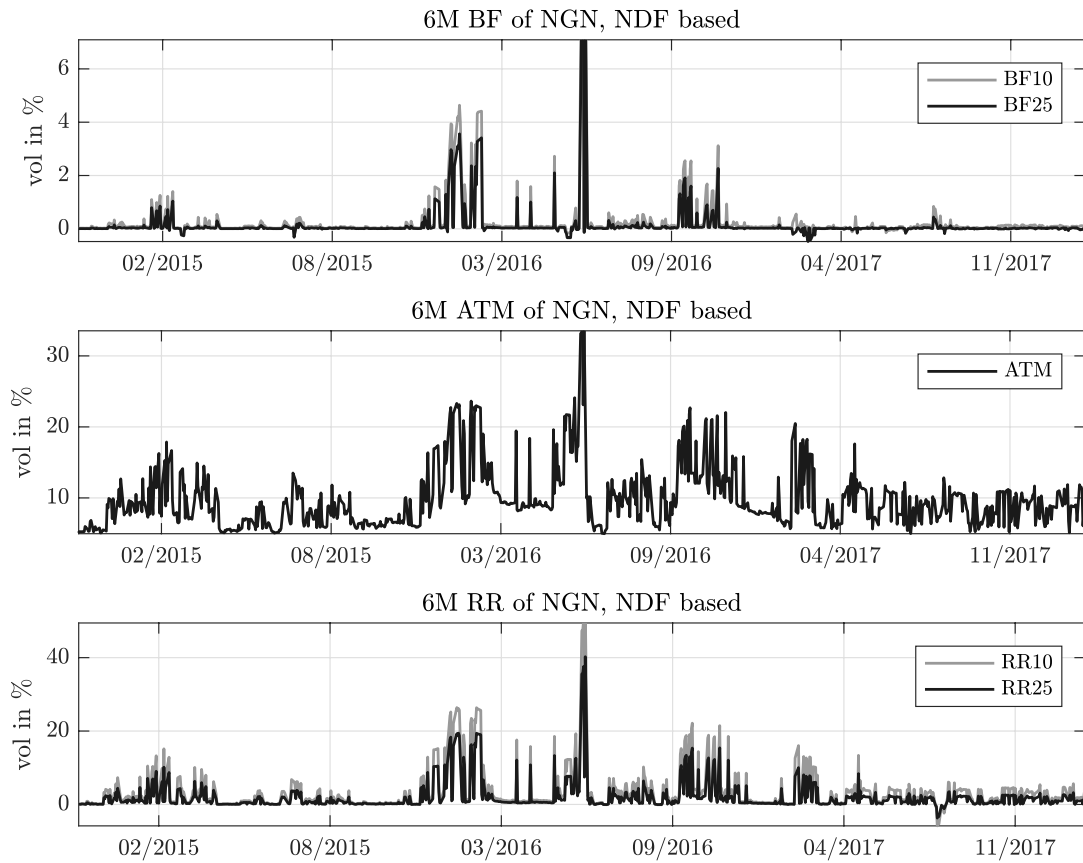 6M BF of NGN, NDF based
vol in %
6
4
2
0
BF10
BF25
02/2015 08/2015 03/2016 09/2016 04/2017 11/2017
6M ATM of NGN, NDF based
vol in %
30
20
10
ATM
02/2015 08/2015 03/2016 09/2016 04/2017 11/2017
6M RR of NGN, NDF based
vol in %
40
20
0
RR10
RR25
02/2015 08/2015 03/2016 09/2016 04/2017 11/2017